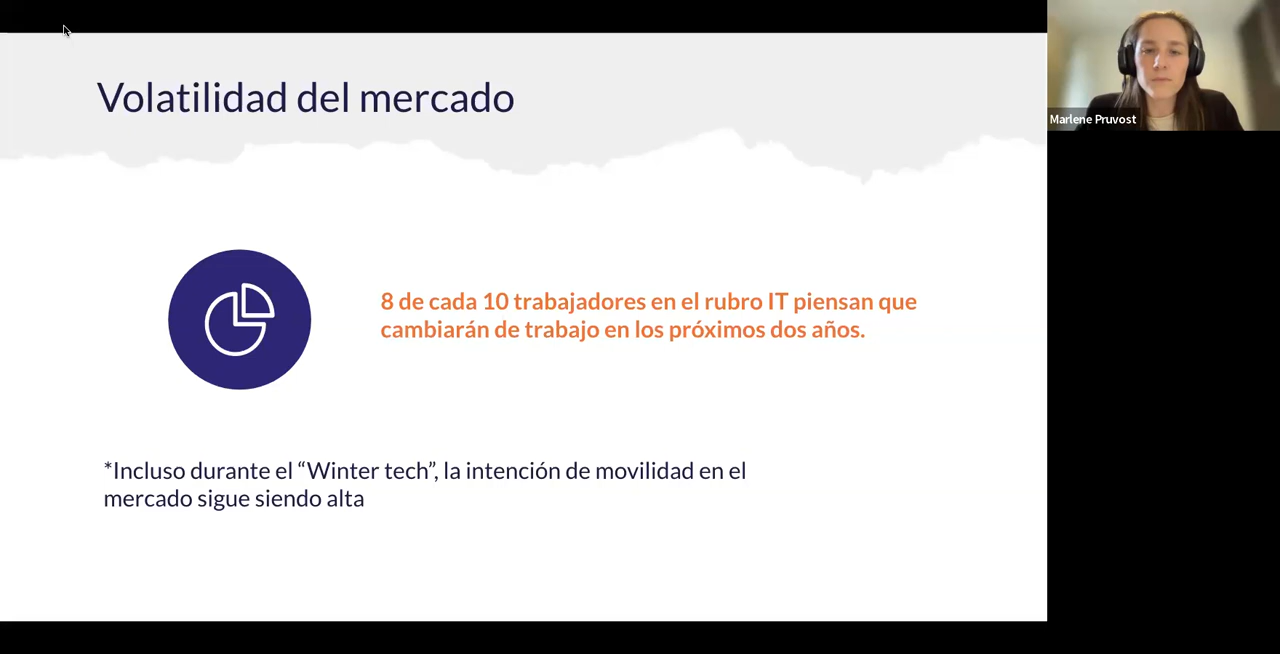 Volatilidad del mercado
Marlene Pruvost
8 de cada 10 trabajadores en el rubro IT piensan que
cambiarán de trabajo en los próximos dos años.
*Incluso durante el “Winter tech”, la intención de movilidad en el
mercado sigue siendo alta